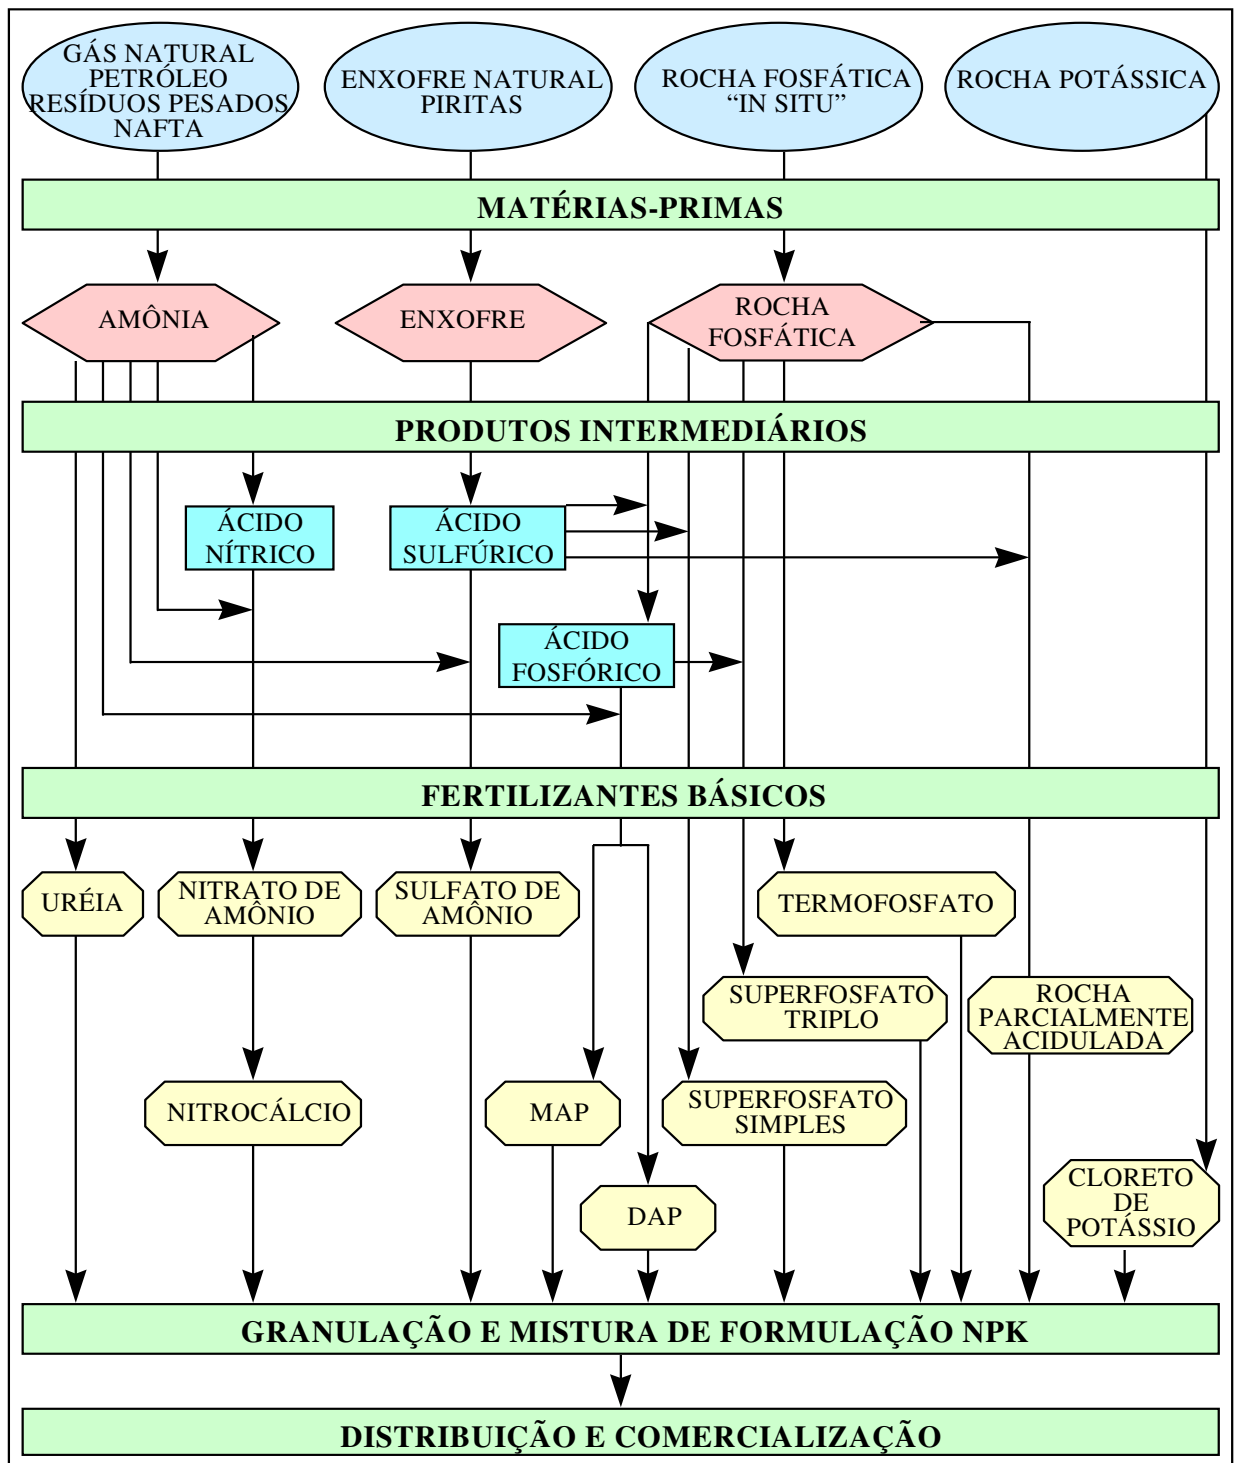 GÁS NATURAL
PETRÓLEO
RESÍDUOS PESADOS
NAFTA
ENXOFRE NATURAL
PIRITAS
ROCHA FOSFÁTICA
“IN SITU”
ROCHA POTÁSSICA
MATÉRIAS-PRIMAS
AMÔNIA
ENXOFRE
ROCHA
FOSFÁTICA
PRODUTOS INTERMEDIÁRIOS
ÁCIDO
NÍTRICO
ÁCIDO
SULFÚRICO
ÁCIDO
FOSFÓRICO
FERTILIZANTES BÁSICOS
URÉIA
NITRATO DE
AMÔNIO
SULFATO DE
AMÔNIO
TERMOFOSFATO
SUPERFOSFATO
TRIPLO
ROCHA
PARCIALMENTE
ACIDULADA
NITROCÁLCIO
MAP
SUPERFOSFATO
SIMPLES
DAP
CLORETO
DE
POTÁSSIO
GRANULAÇÃO E MISTURA DE FORMULAÇÃO NPK
DISTRIBUIÇÃO E COMERCIALIZAÇÃO